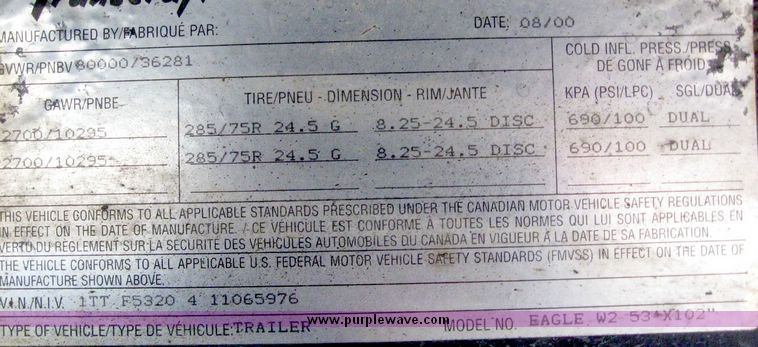 Transcraft
MANUFACTURED BY/FABRIQUÉ PAR: DATE: 08/00
GVWR/PNBV 80000/36281
COLD INFL. PRESS./PRESS.
DE GONF À FROID
GAWR/PNBE TIRE/PNEU - DIMENSION - RIM/JANTE KPA (PSI/LPC) SGL/DUAL
2700/10295 285/75R 24.5 G 8.25-24.5 DISC 690/100 DUAL
2700/10295 285/75R 24.5 G 8.25-24.5 DISC 690/100 DUAL
THIS VEHICLE CONFORMS TO ALL APPLICABLE STANDARDS PRESCRIBED UNDER THE CANADIAN MOTOR VEHICLE SAFETY REGULATIONS
IN EFFECT ON THE DATE OF MANUFACTURE. / CE VÉHICULE EST CONFORME À TOUTES LES NORMES QUI LUI SONT APPLICABLES EN
VERTU DU RÈGLEMENT SUR LA SÉCURITÉ DES VÉHICULES AUTOMOBILES DU CANADA EN VIGUEUR À LA DATE DE SA FABRICATION.
THE VEHICLE CONFORMS TO ALL APPLICABLE U.S. FEDERAL MOTOR VEHICLE SAFETY STANDARDS (FMVSS) IN EFFECT ON THE DATE OF
MANUFACTURE SHOWN ABOVE.
V.I.N./N.I.V. 1TT F5320 4 11065976
www.purplewave.com
TYPE OF VEHICLE/TYPE DE VÉHICULE: TRAILER MODEL NO. EAGLE W2 53'X102"